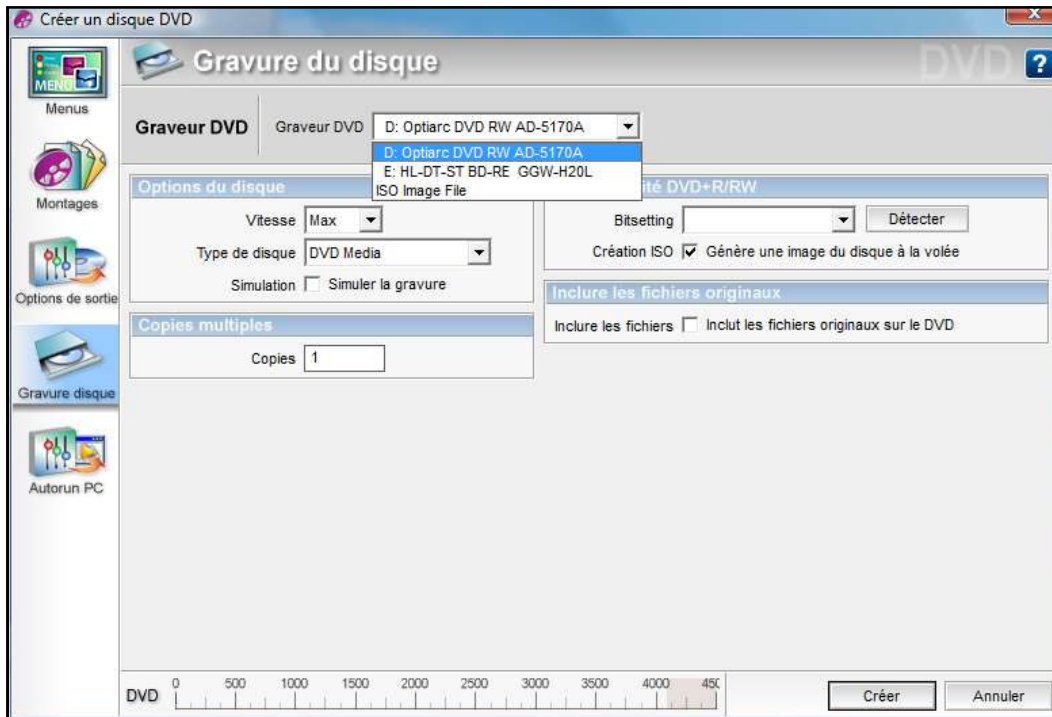 Créer un disque DVD
MENU
Menus
Montages
Options de sortie
Gravure disque
Autorun PC
Gravure du disque
DVD
Graveur DVD
Graveur DVD D: Optiarc DVD RW AD-5170A
D: Optiarc DVD RW AD-5170A
E: HL-DT-ST BD-RE GGW-H20L
ISO Image File
Options du disque
Vitesse Max
Type de disque DVD Media
Simulation Simuler la gravure
Copies multiples
Copies 1
DVD+R/RW
Bitsetting Détecter
Création ISO Génère une image du disque à la volée
Inclure les fichiers originaux
Inclure les fichiers Inclut les fichiers originaux sur le DVD
DVD 0 500 1000 1500 2000 2500 3000 3500 4000
Créer Annuler